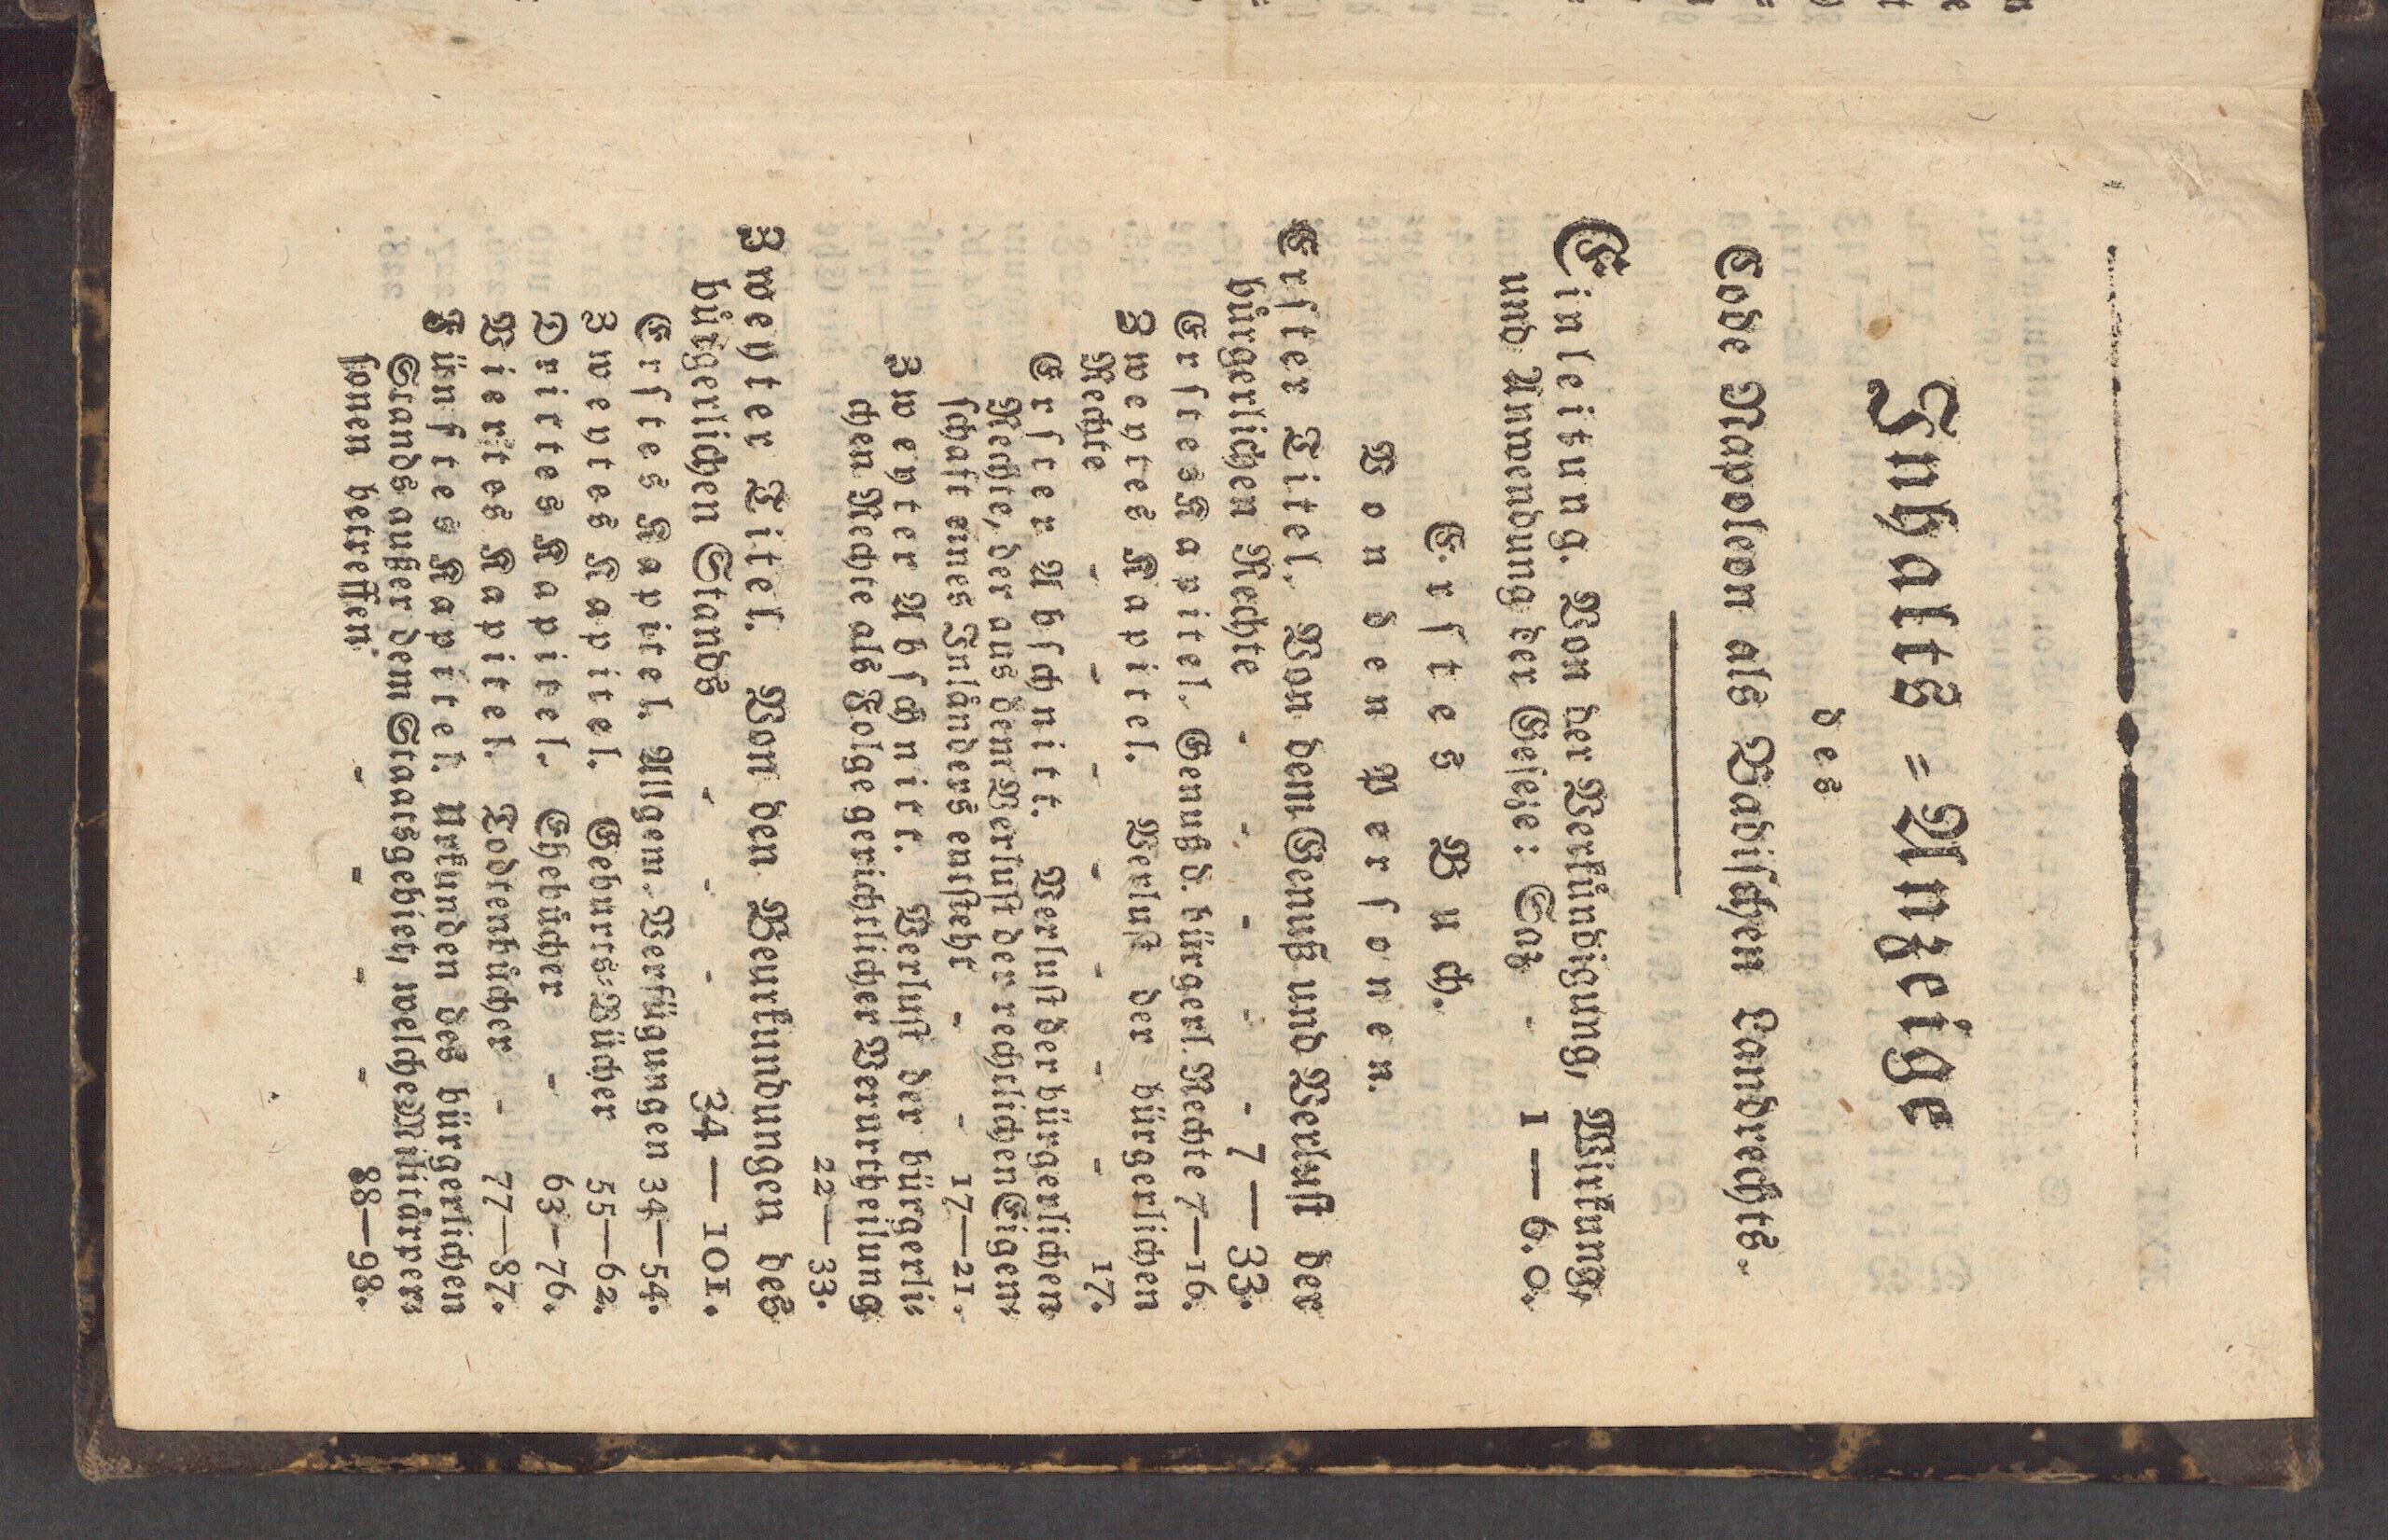 Inhalts=Anzeige
des
Code Napoleon als Badischen Landrechts.
Einleitung. Von der Verkündigung, Wirkung,
und Anwendung der Geseze: Satz - - 1—6. o.
Erstes Buch.
Von den Personen.
Erster Titel. Von dem Genuß und Verlust der
bürgerlichen Rechte - - - - - 7—33.
Erstes Kapitel. Genuß d. bürgerl. Rechte 7—16.
Zweytes Kapitel. Verlust der bürgerlichen
Rechte - - - - - - - 17.
Erster Abschnitt. Verlust der bürgerlichen
Rechte, der aus dem Verlust der rechtlichen Eigen=
schaft eines Inländers entsteht - - 17—21.
Zweyter Abschnitt. Verlust der bürgerli=
chen Rechte als Folge gerichtlicher Verurtheilung
22—33.
Zweyter Titel. Von den Beurkundungen des
bürgerlichen Stands - - - 34—101.
Erstes Kapitel. Allgem. Verfügungen 34—54.
Zweytes Kapitel. Geburts=Bücher 55—62.
Drittes Kapitel. Ehebücher - 63—76.
Viertes Kapitel. Todtenbücher - 77—87.
Fünftes Kapitel. Urkunden des bürgerlichen
Stands außer dem Staatsgebiet, welche Militärper=
sonen betreffen. - - - - 88—98.